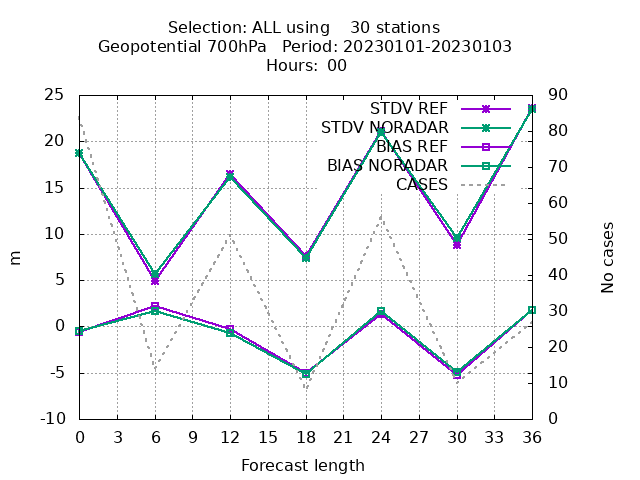 Selection: ALL using    30 stations
Geopotential 700hPa   Period: 20230101-20230103
Hours: 00
25
20
15
10
5
0
-5
-10
m
STDV REF
STDV NORADAR
BIAS REF
BIAS NORADAR
CASES
90
80
70
60
50
40
30
20
10
0
No cases
0 3 6 9 12 15 18 21 24 27 30 33 36
Forecast length